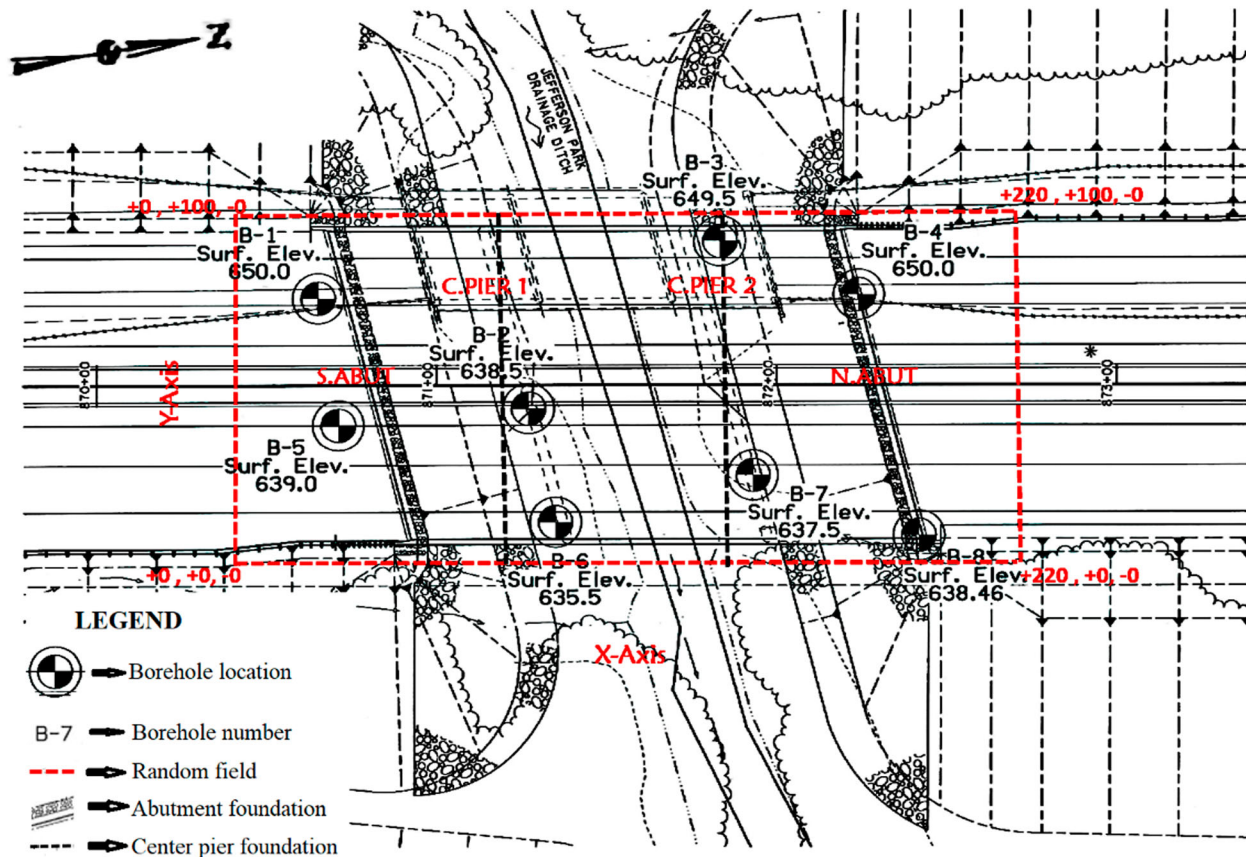 Z
JEFFERSON PARK
DRAINAGE DITCH
B-3
Surf. Elev.
649.5
+0 , +100, -0
+220 , +100, -0
B-1
Surf. Elev.
650.0
B-4
Surf. Elev.
650.0
C.PIER 1
C.PIER 2
B-2
Surf. Elev.
638.5
Y-Axis
870+00
S.ABUT
871+00
872+00
N.ABUT
873+00
B-5
Surf. Elev.
639.0
B-7
Surf. Elev.
637.5
B-6
Surf. Elev.
635.5
B-8
Surf. Elev.
638.46
+0 , +0, -0
+220 , +0, -0
X-Axis
LEGEND
Borehole location
B-7 Borehole number
Random field
Abutment foundation
Center pier foundation